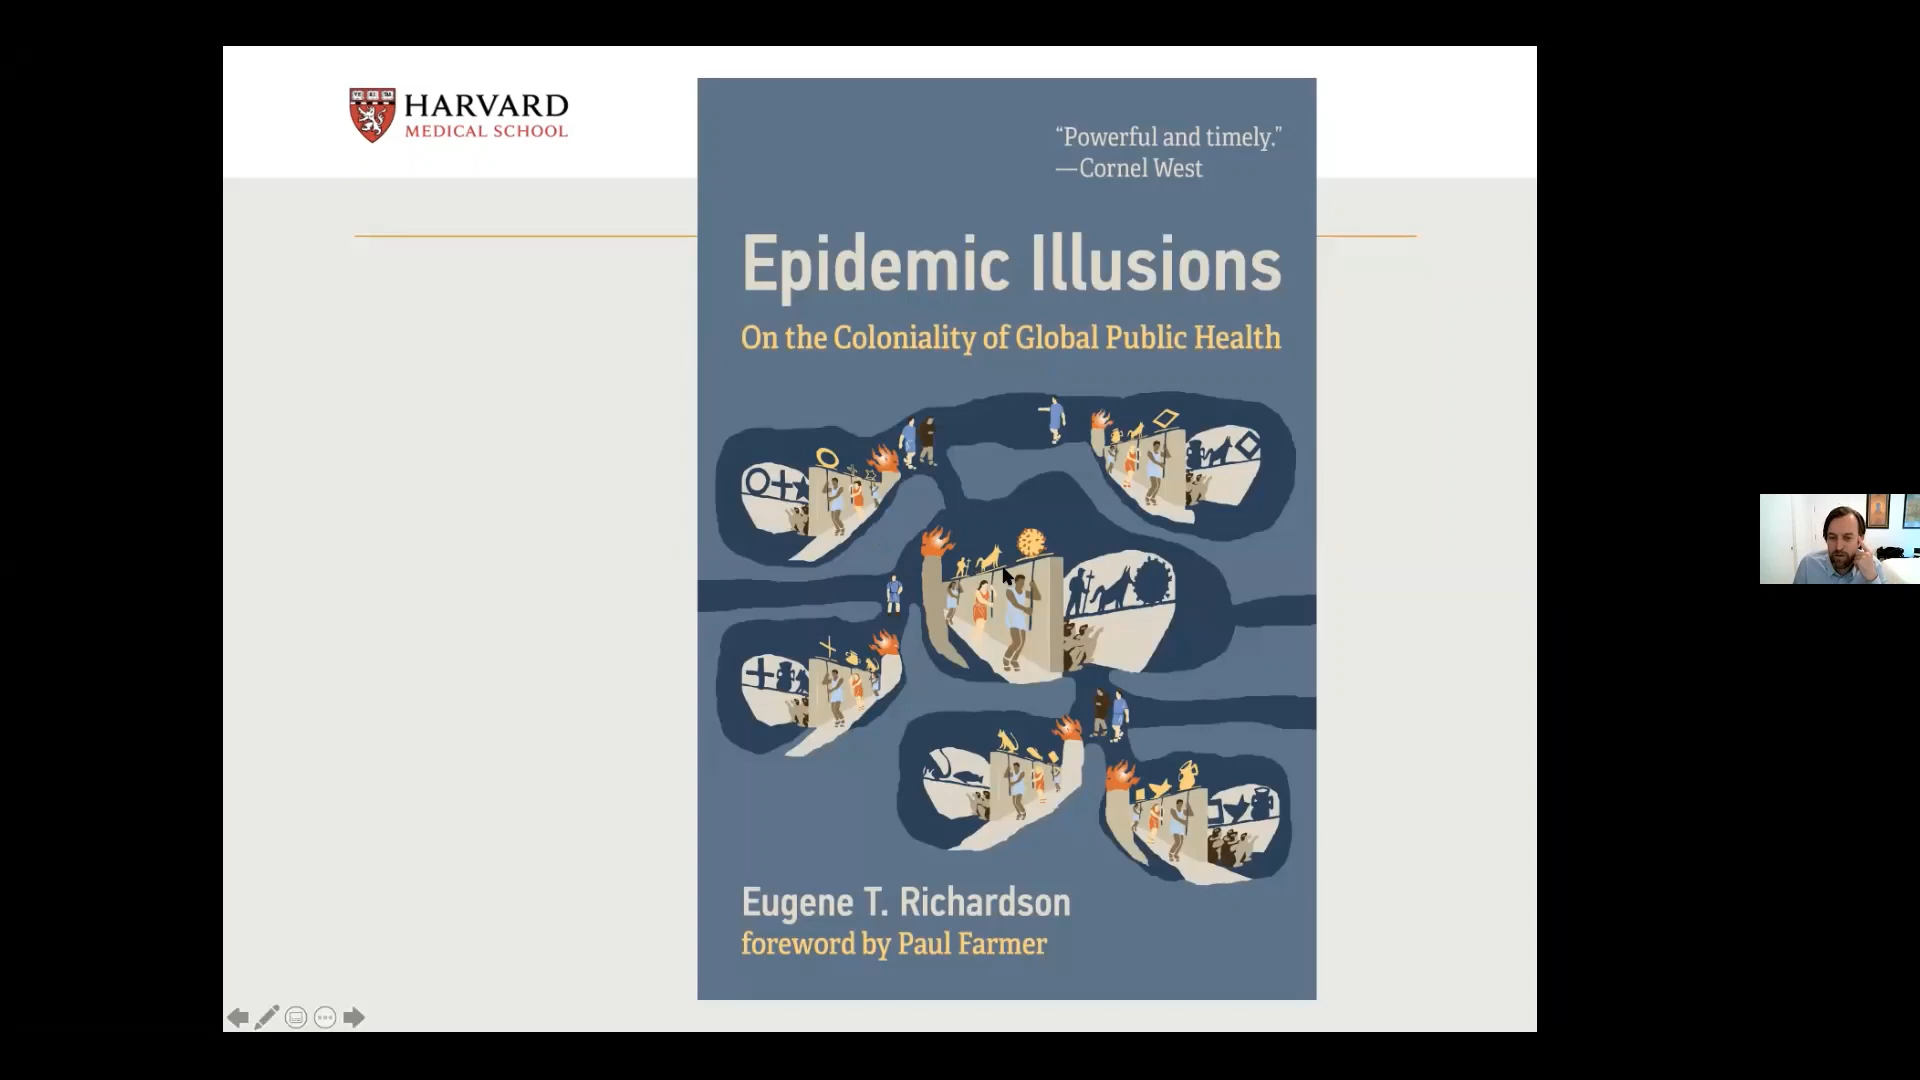 HARVARD
MEDICAL SCHOOL
“Powerful and timely.”
—Cornel West
Epidemic Illusions
On the Coloniality of Global Public Health
Eugene T. Richardson
foreword by Paul Farmer